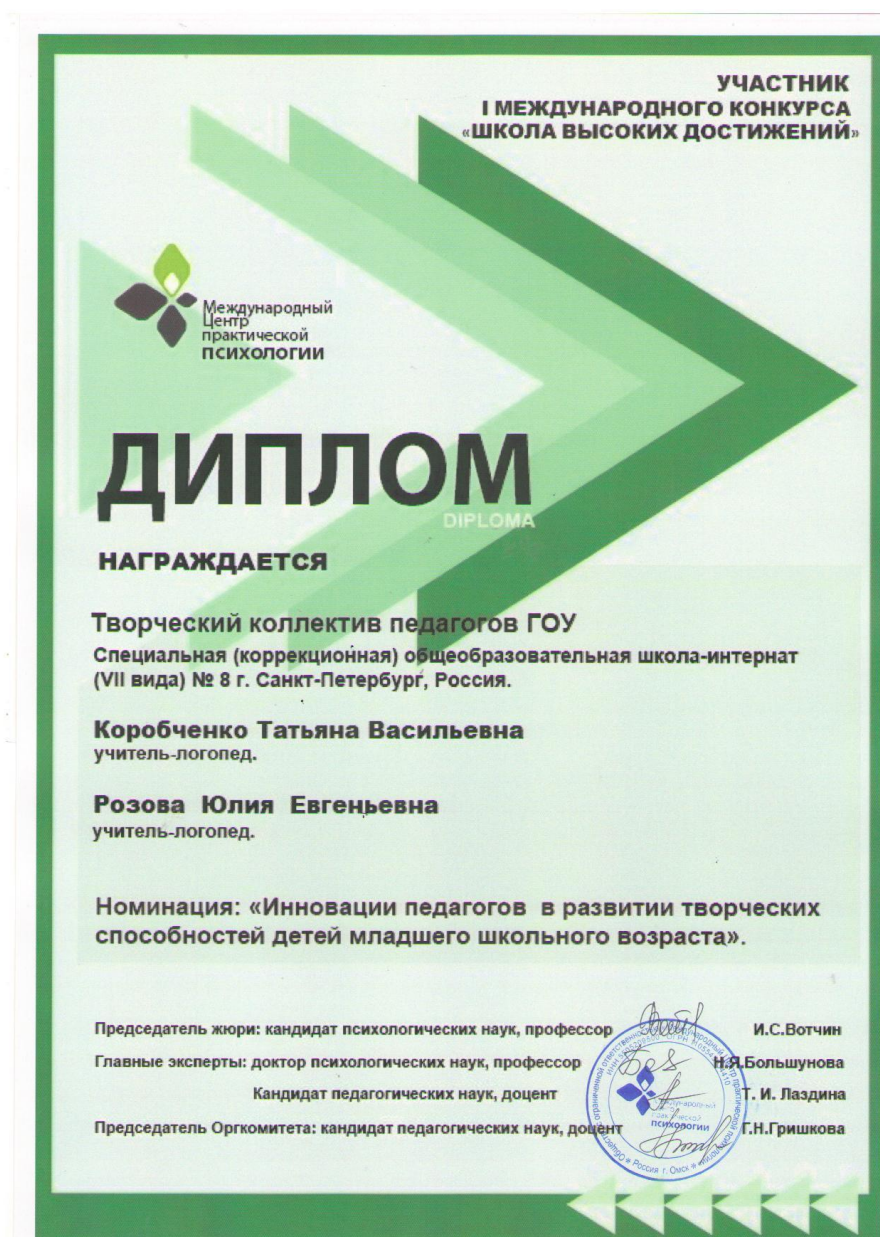 УЧАСТНИК
I МЕЖДУНАРОДНОГО КОНКУРСА
«ШКОЛА ВЫСОКИХ ДОСТИЖЕНИЙ»
Международный
Центр
практической
ПСИХОЛОГИИ
ДИПЛОМ
DIPLOMA
НАГРАЖДАЕТСЯ
Творческий коллектив педагогов ГОУ
Специальная (коррекционная) общеобразовательная школа-интернат
(VII вида) № 8 г. Санкт-Петербург, Россия.
Коробченко Татьяна Васильевна
учитель-логопед.
Розова Юлия Евгеньевна
учитель-логопед.
Номинация: «Инновации педагогов в развитии творческих
способностей детей младшего школьного возраста».
Председатель жюри: кандидат психологических наук, профессор И.С.Вотчин
Главные эксперты: доктор психологических наук, профессор Н.Я.Большунова
Кандидат педагогических наук, доцент Т. И. Лаздина
Председатель Оргкомитета: кандидат педагогических наук, доцент Г.Н.Гришкова
психологии
Россия г. Омск